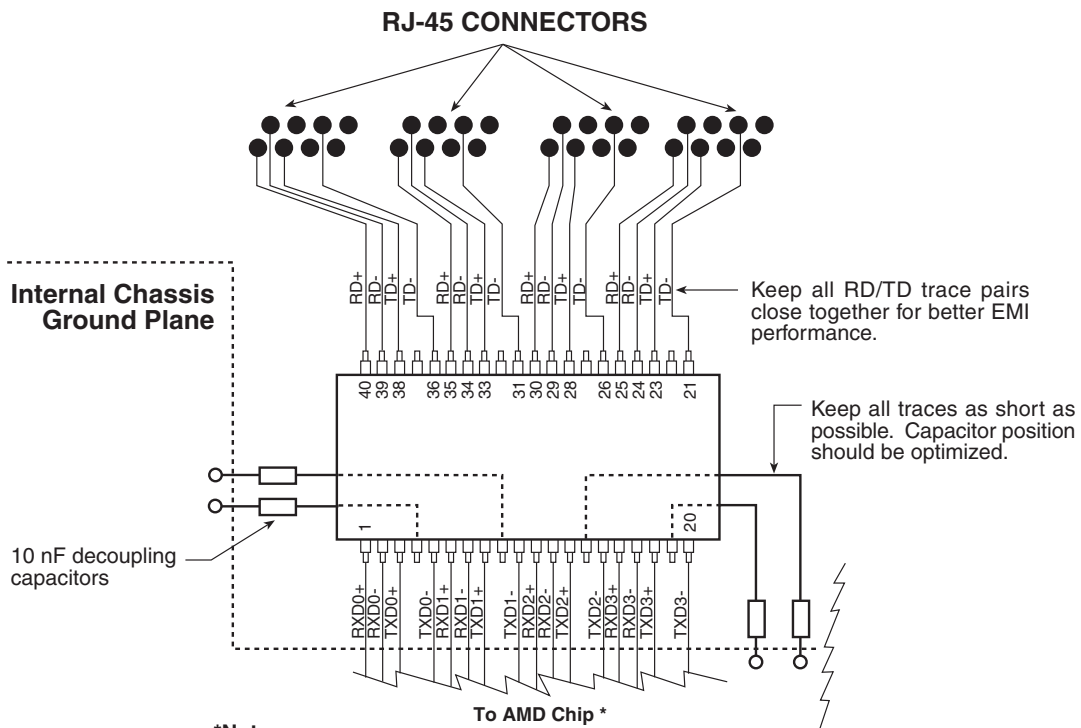 RJ-45 CONNECTORS
RD+ RD- TD+ TD- RD+ RD- TD+ TD- RD+ RD- TD+ TD- RD+ RD- TD+ TD-
Internal Chassis
Ground Plane
Keep all RD/TD trace pairs
close together for better EMI
performance.
40 39 38 36 35 34 33 31 30 29 28 26 25 24 23 21
Keep all traces as short as
possible. Capacitor position
should be optimized.
1 20
10 nF decoupling
capacitors
RXD0+ RXD0- TXD0+ TXD0- RXD1+ RXD1- TXD1+ TXD1- RXD2+ RXD2- TXD2+ TXD2- RXD3+ RXD3- TXD3+ TXD3-
To AMD Chip *